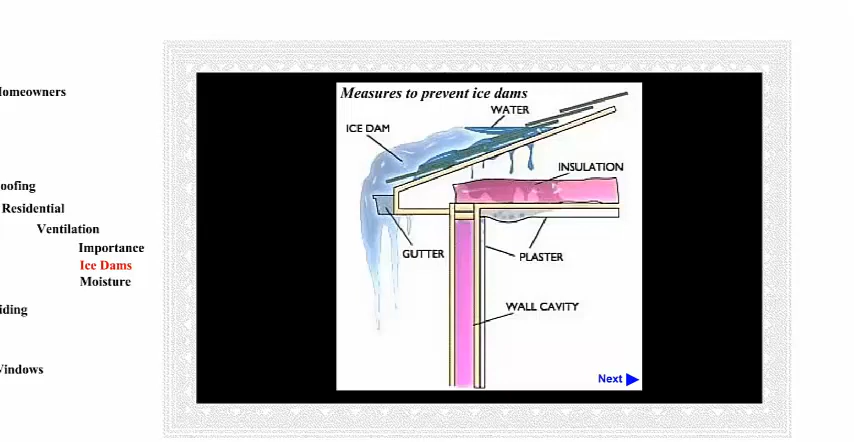 Homeowners
Roofing
Residential
Ventilation
Importance
Ice Dams
Moisture
Siding
Windows
Measures to prevent ice dams
WATER
ICE DAM
INSULATION
GUTTER
PLASTER
WALL CAVITY
Next